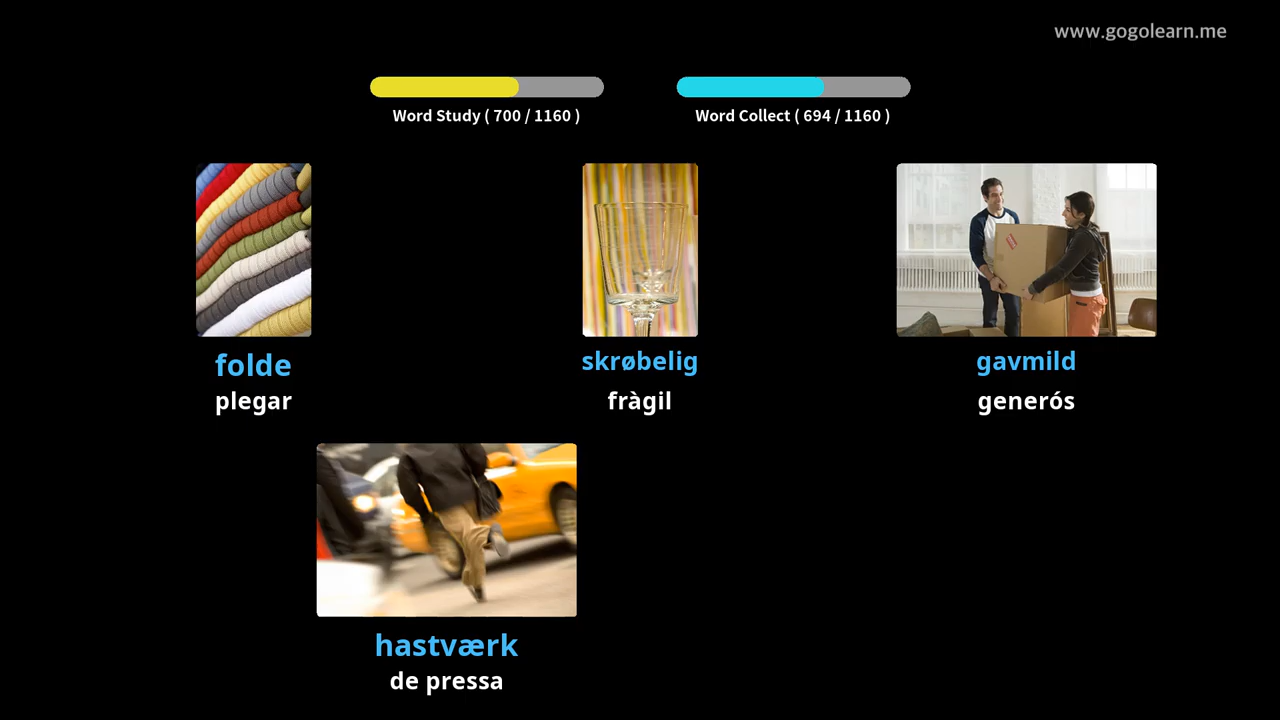 www.gogolearn.me
Word Study ( 700 / 1160 )
Word Collect ( 694 / 1160 )
folde
plegar
skrøbelig
fràgil
gavmild
generós
hastværk
de pressa